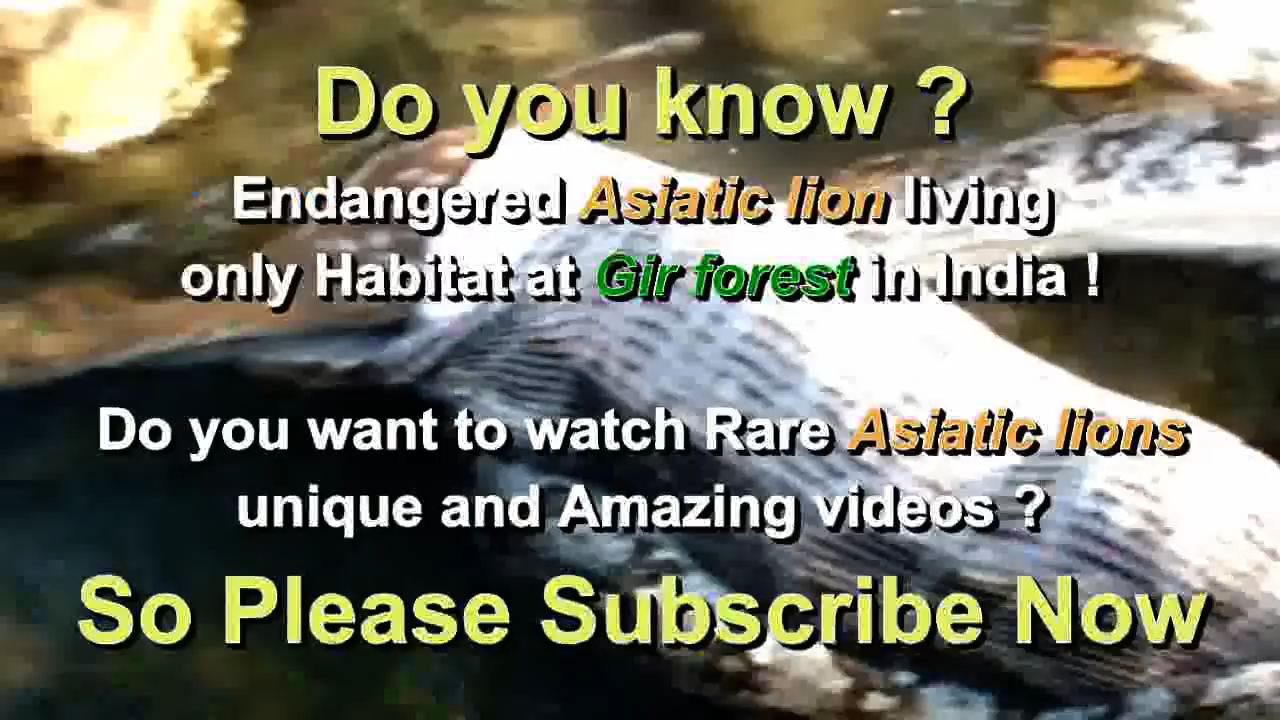 Do you know ?
Endangered Asiatic lion living
only Habitat at Gir forest in India !
Do you want to watch Rare Asiatic lions
unique and Amazing videos ?
So Please Subscribe Now